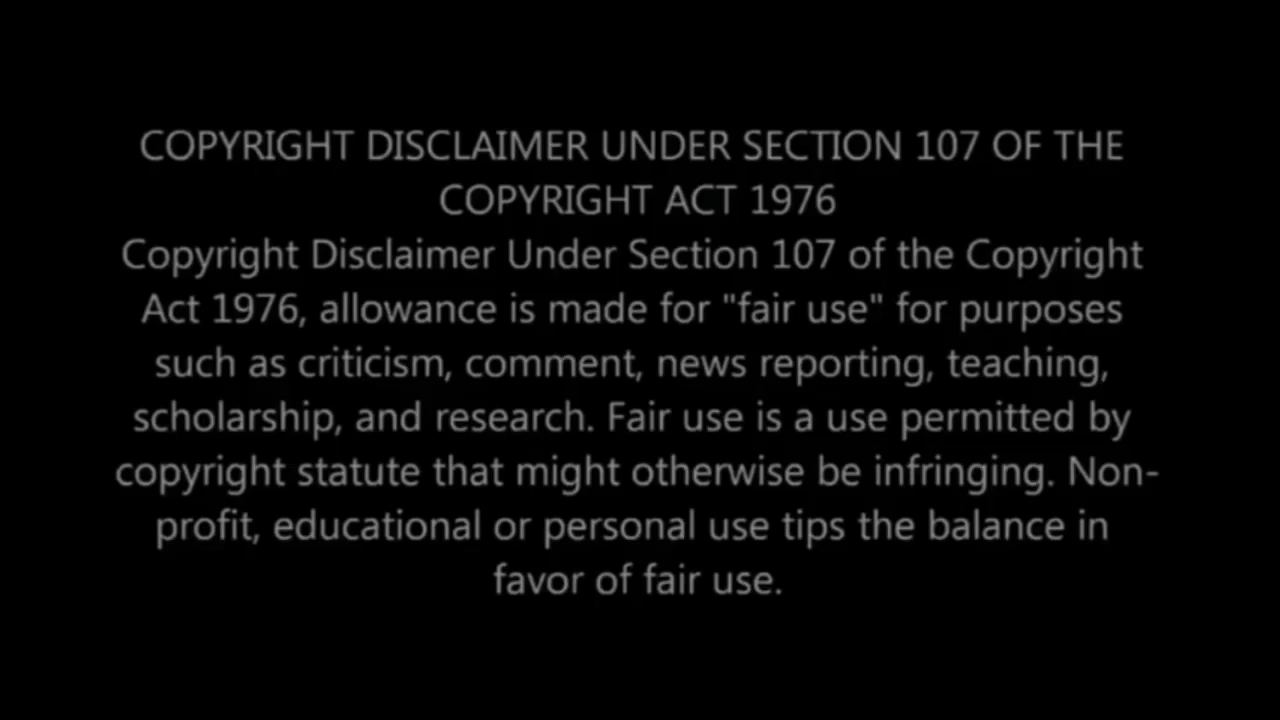 COPYRIGHT DISCLAIMER UNDER SECTION 107 OF THE
COPYRIGHT ACT 1976
Copyright Disclaimer Under Section 107 of the Copyright
Act 1976, allowance is made for "fair use" for purposes
such as criticism, comment, news reporting, teaching,
scholarship, and research. Fair use is a use permitted by
copyright statute that might otherwise be infringing. Non-
profit, educational or personal use tips the balance in
favor of fair use.